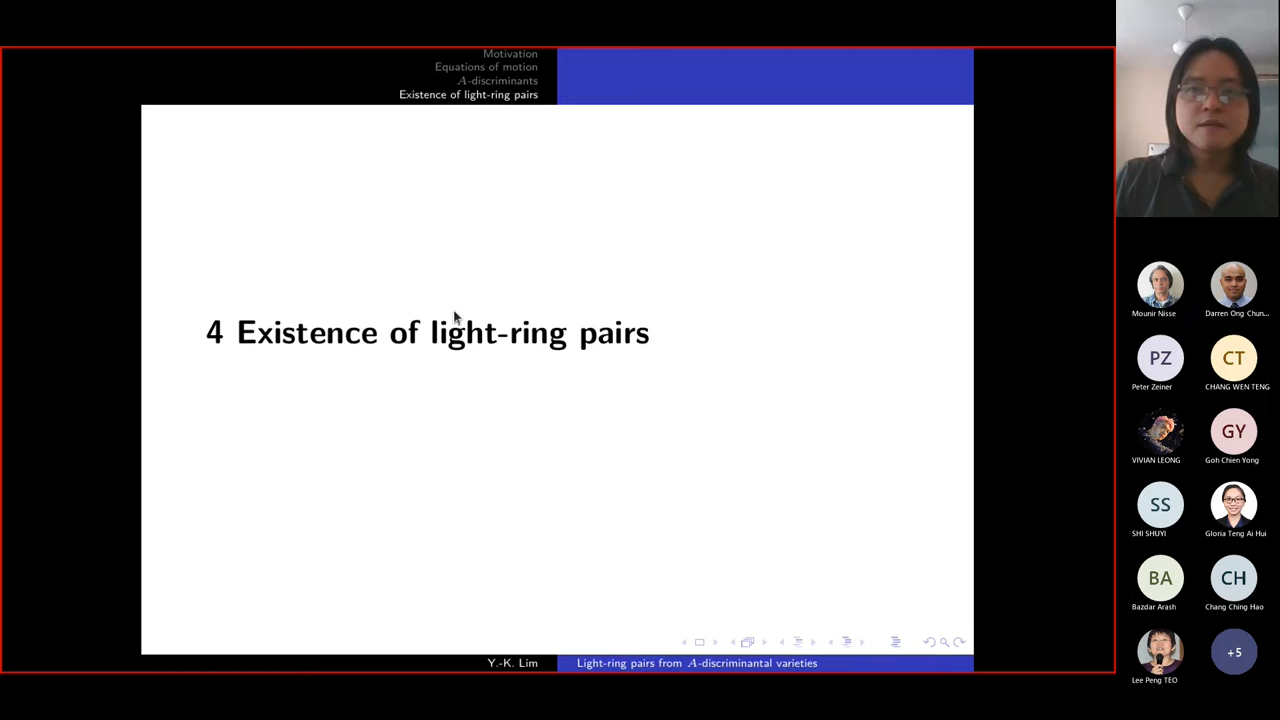 Motivation
Equations of motion
A-discriminants
Existence of light-ring pairs
4 Existence of light-ring pairs
Y.-K. Lim
Light-ring pairs from A-discriminantal varieties
Mounir Nisse
Darren Ong Chun...
PZ
CT
Peter Zeiner
CHANG WEN TENG
GY
VIVIAN LEONG
Goh Chien Yong
SS
SHI SHUYI
Gloria Teng Ai Hui
BA
CH
Bazdar Arash
Chang Ching Hao
+5
Lee Peng TEO